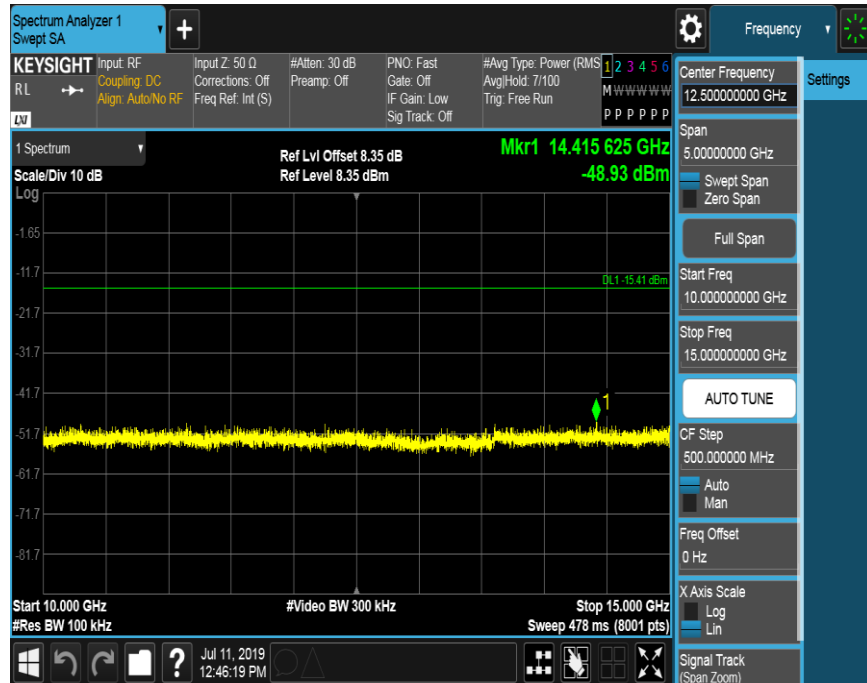 Spectrum Analyzer 1
Swept SA
+
Frequency
KEYSIGHT
RL
LXI
Input: RF
Coupling: DC
Align: Auto/No RF
Input Z: 50 Ω
Corrections: Off
Freq Ref: Int (S)
#Atten: 30 dB
Preamp: Off
PNO: Fast
Gate: Off
IF Gain: Low
Sig Track: Off
#Avg Type: Power (RMS
Avg|Hold: 7/100
Trig: Free Run
1 2 3 4 5 6
M W W W W W
P P P P P P
Center Frequency
12.500000000 GHz
Settings
Span
5.00000000 GHz
Swept Span
Zero Span
Full Span
Start Freq
10.000000000 GHz
Stop Freq
15.000000000 GHz
AUTO TUNE
CF Step
500.000000 MHz
Auto
Man
Freq Offset
0 Hz
X Axis Scale
Log
Lin
Signal Track
(Span Zoom)
1 Spectrum
Scale/Div 10 dB
Log
Ref Lvl Offset 8.35 dB
Ref Level 8.35 dBm
Mkr1 14.415 625 GHz
-48.93 dBm
-1.65
-11.7
DL1 -15.41 dBm
-21.7
-31.7
-41.7
1
-51.7
-61.7
-71.7
-81.7
Start 10.000 GHz
#Res BW 100 kHz
#Video BW 300 kHz
Stop 15.000 GHz
Sweep 478 ms (8001 pts)
?
Jul 11, 2019
12:46:19 PM